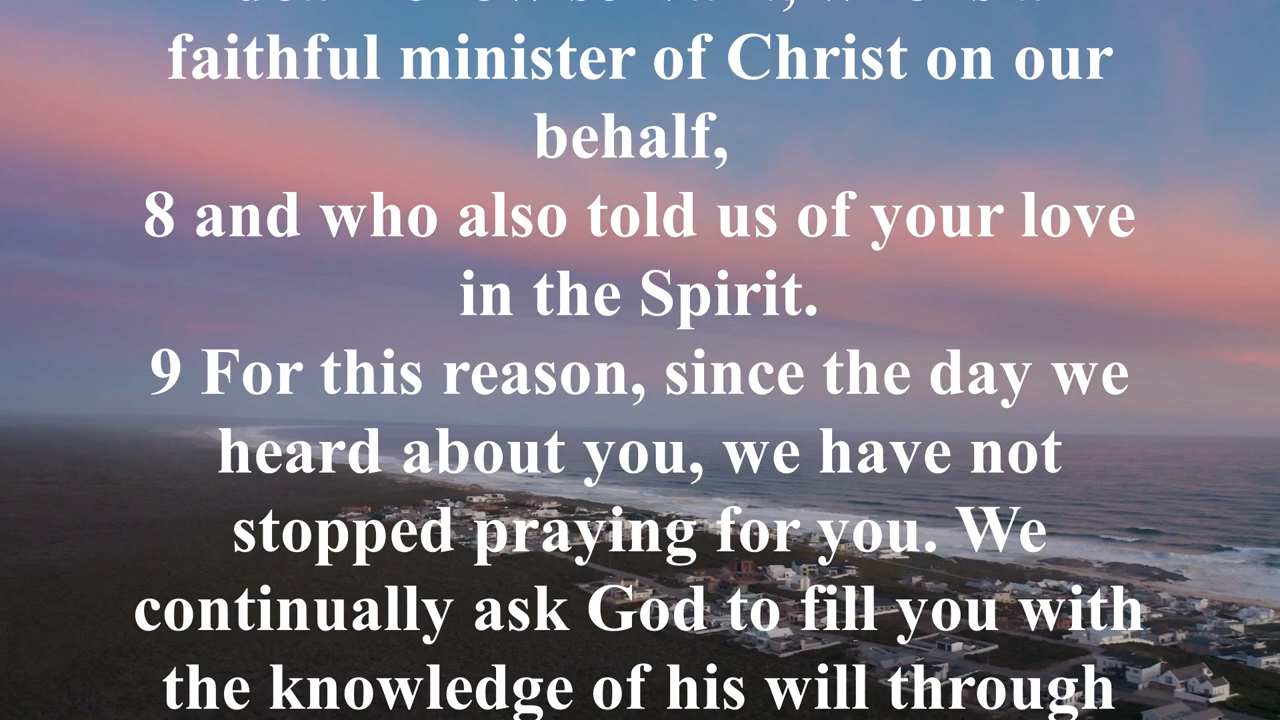 faithful minister of Christ on our
behalf,
8 and who also told us of your love
in the Spirit.
9 For this reason, since the day we
heard about you, we have not
stopped praying for you. We
continually ask God to fill you with
the knowledge of his will through